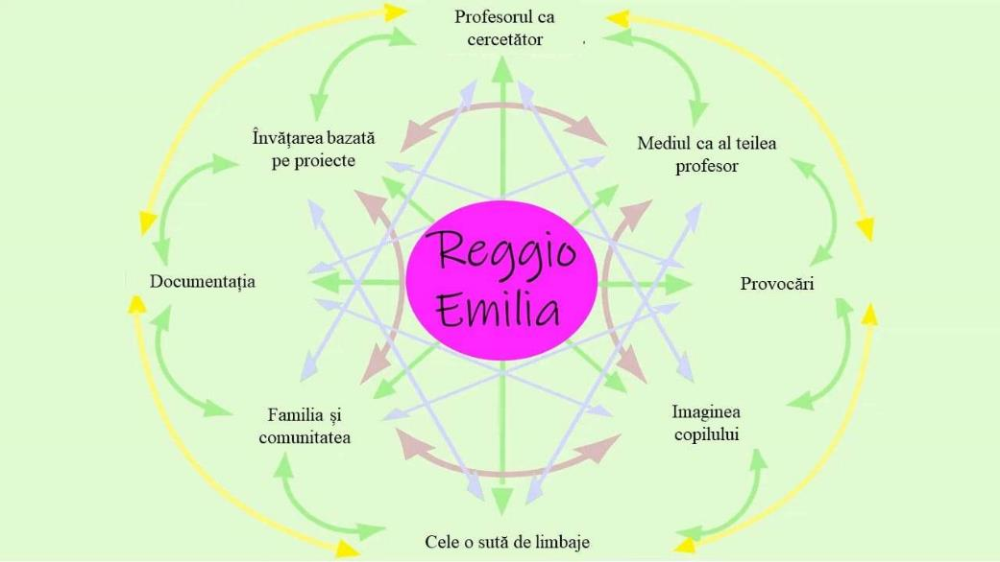 Profesorul ca
cercetător
Învățarea bazată
pe proiecte
Mediul ca al teilea
profesor
Reggio
Emilia
Documentația
Provocări
Familia și
comunitatea
Imaginea
copilului
Cele o sută de limbaje